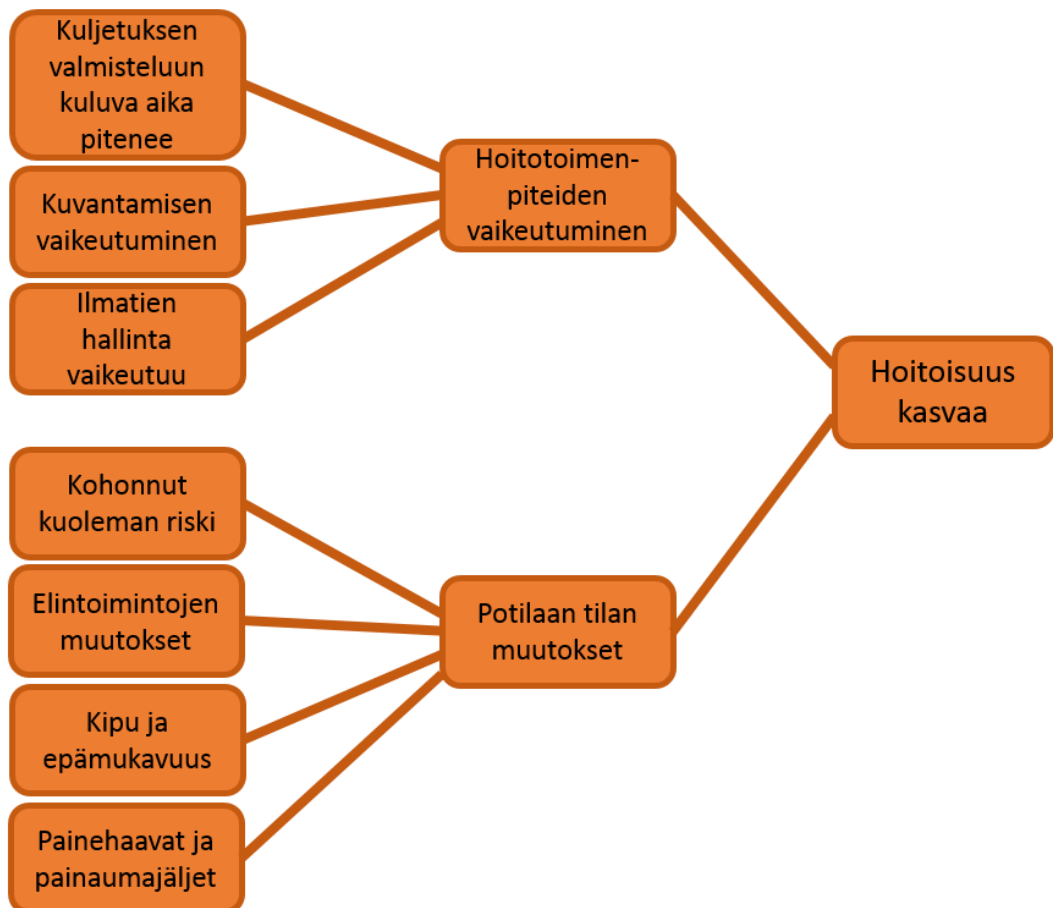 Kuljetuksen
valmisteluun
kuluva aika
pitenee
Kuvantamisen
vaikeutuminen
Ilmatien
hallinta
vaikeutuu
Kohonnut
kuoleman riski
Elintoimintojen
muutokset
Kipu ja
epämukavuus
Painehaavat ja
painaumajäljet
Hoitotoimen-
piteiden
vaikeutuminen
Potilaan tilan
muutokset
Hoitoisuus
kasvaa